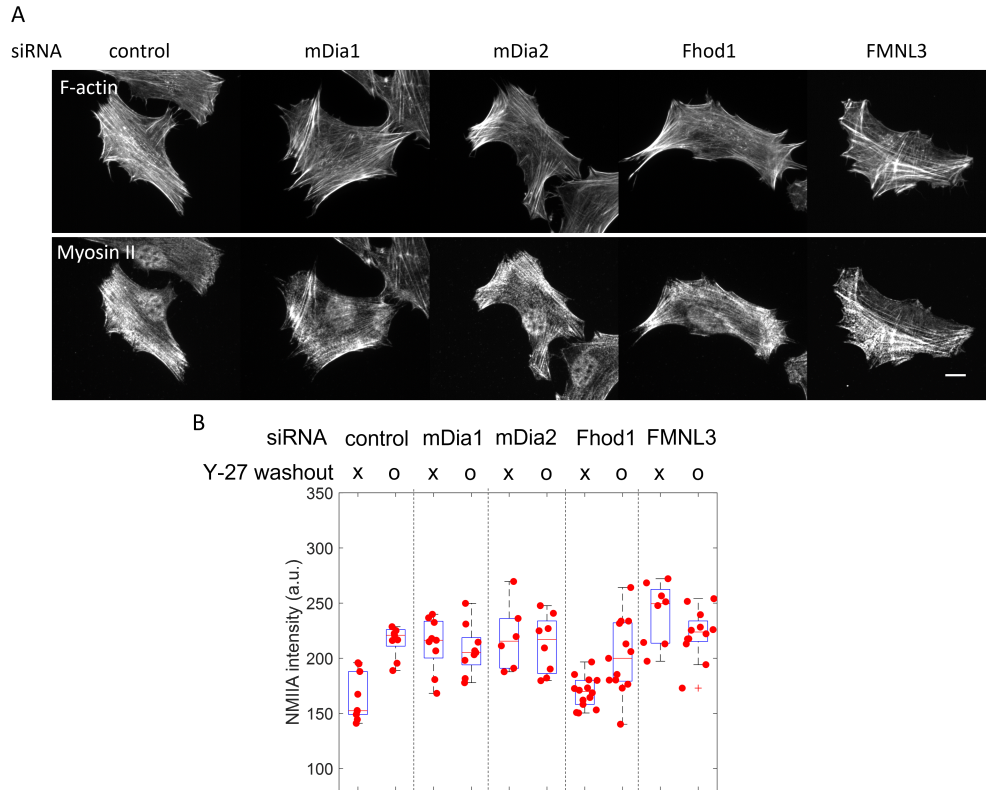 A
siRNA control mDia1 mDia2 Fhod1 FMNL3
F-actin
Myosin II
B
siRNA control mDia1 mDia2 Fhod1 FMNL3
Y-27 washout x o x o x o x o x o
350
300
250
200
150
100
NMIIA intensity (a.u.)